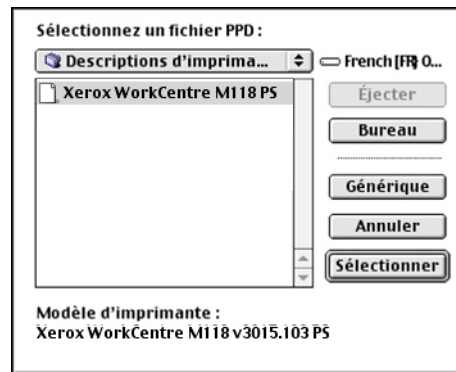 Sélectionnez un fichier PPD :
Descriptions d'imprima...
French [FR] O...
Xerox WorkCentre M118 PS
Éjecter
Bureau
Générique
Annuler
Sélectionner
Modèle d'imprimante :
Xerox WorkCentre M118 v3015.103 PS